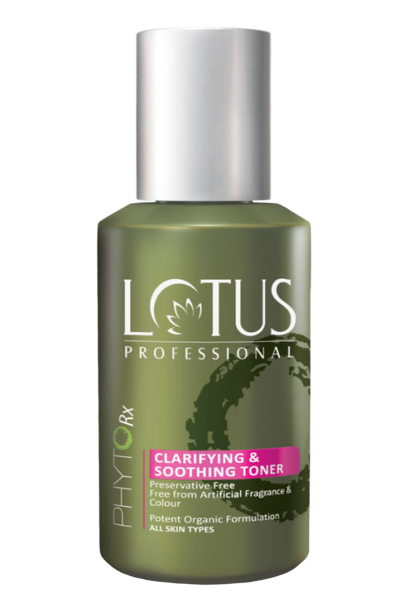 LOTUS
PROFESSIONAL
PHYTORx
CLARIFYING &
SOOTHING TONER
Preservative Free
Free from Artificial Fragrance &
Colour
Potent Organic Formulation
ALL SKIN TYPES